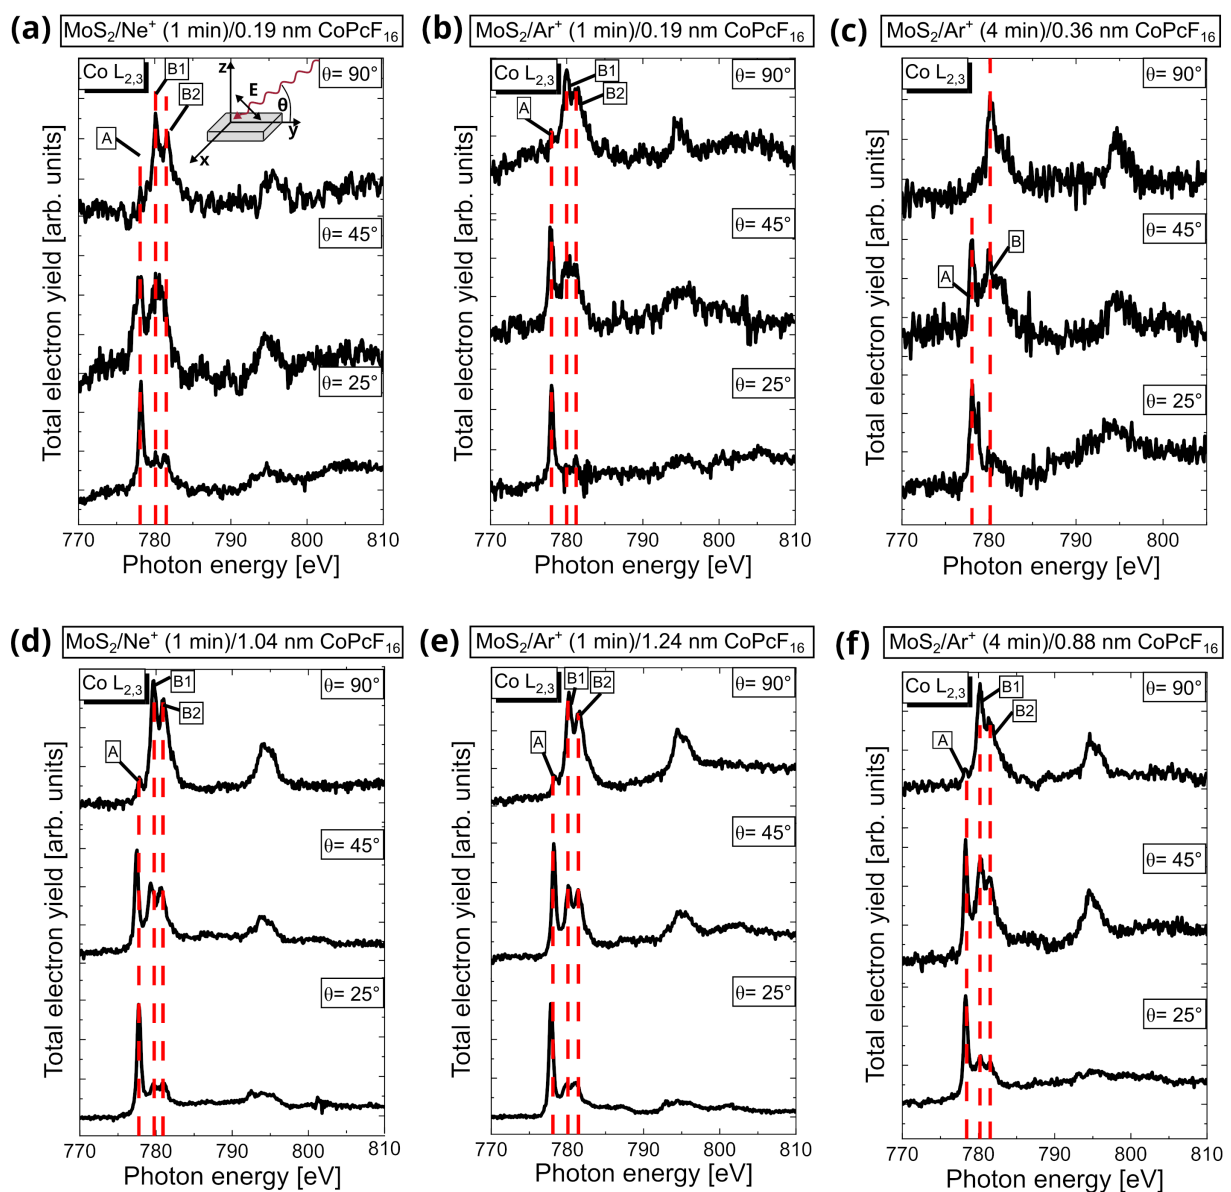 (a) MoS₂/Ne⁺ (1 min)/0.19 nm CoPcF₁₆
Co L₂,₃
B1
B2
A
z
E
θ
y
x
θ= 90°
θ= 45°
θ= 25°
Total electron yield [arb. units]
770 780 790 800 810
Photon energy [eV]
(b) MoS₂/Ar⁺ (1 min)/0.19 nm CoPcF₁₆
Co L₂,₃
B1
B2
A
θ= 90°
θ= 45°
θ= 25°
Total electron yield [arb. units]
770 780 790 800 810
Photon energy [eV]
(c) MoS₂/Ar⁺ (4 min)/0.36 nm CoPcF₁₆
Co L₂,₃
θ= 90°
θ= 45°
B
A
θ= 25°
Total electron yield [arb. units]
770 780 790 800
Photon energy [eV]
(d) MoS₂/Ne⁺ (1 min)/1.04 nm CoPcF₁₆
Co L₂,₃
B1
B2
A
θ= 90°
θ= 45°
θ= 25°
Total electron yield [arb. units]
770 780 790 800 810
Photon energy [eV]
(e) MoS₂/Ar⁺ (1 min)/1.24 nm CoPcF₁₆
Co L₂,₃
B1
B2
A
θ= 90°
θ= 45°
θ= 25°
Total electron yield [arb. units]
770 780 790 800 810
Photon energy [eV]
(f) MoS₂/Ar⁺ (4 min)/0.88 nm CoPcF₁₆
Co L₂,₃
B1
B2
A
θ= 90°
θ= 45°
θ= 25°
Total electron yield [arb. units]
770 780 790 800 810
Photon energy [eV]